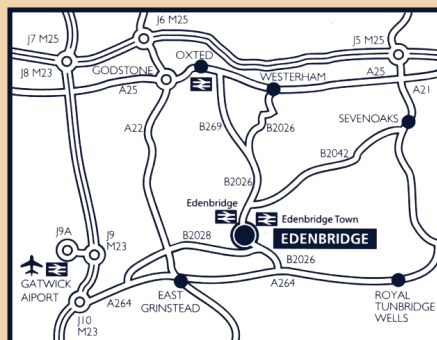 J6 M25
J7 M25
J5 M25
OXTED
J8 M23
GODSTONE
A25
WESTERHAM
A25
A21
SEVENOAKS
A22
B269
B2026
B2042
B2026
Edenbridge
Edenbridge Town
EDENBRIDGE
J9A
J9
M23
B2028
B2026
GATWICK
AIPORT
A264
EAST
GRINSTEAD
A264
ROYAL
TUNBRIDGE
WELLS
J10
M23